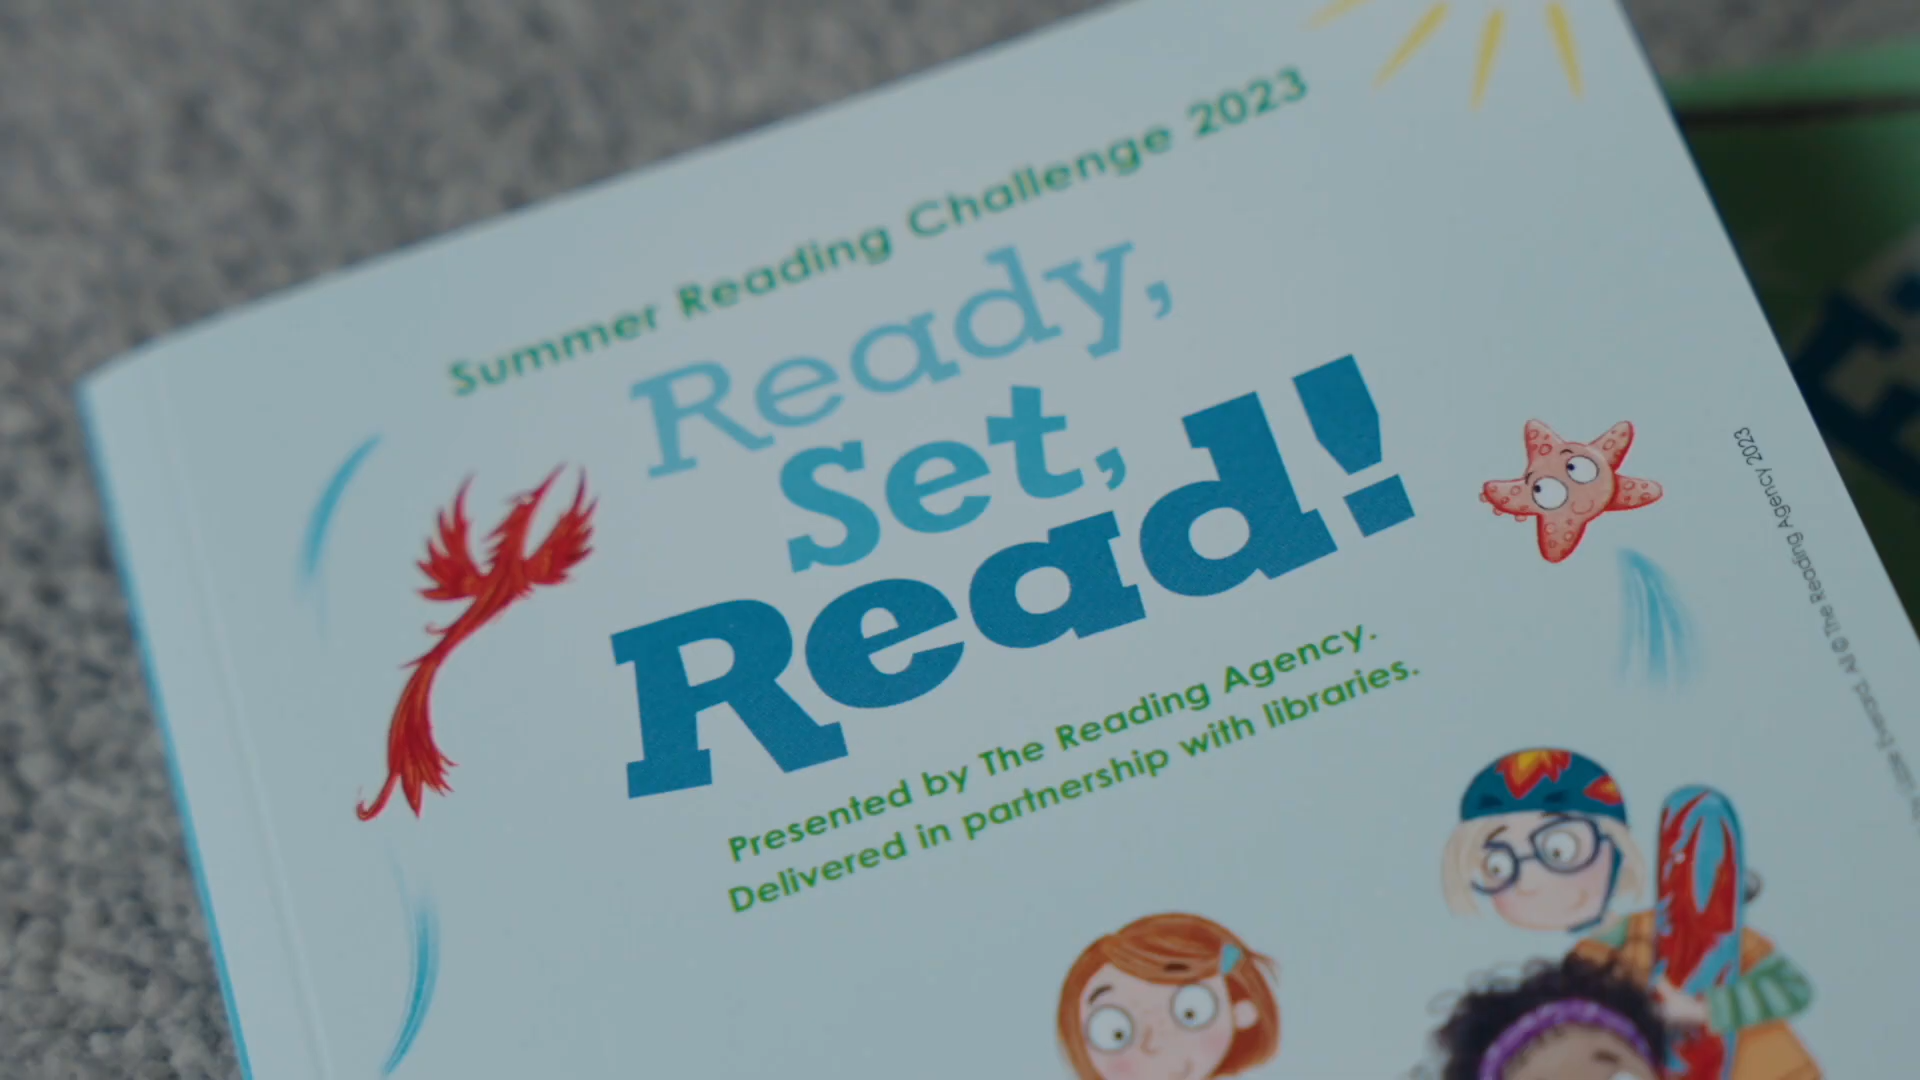 Summer Reading Challenge 2023
Ready,
Set,
Read!
Presented by The Reading Agency.
Delivered in partnership with libraries.
All © The Reading Agency 2023